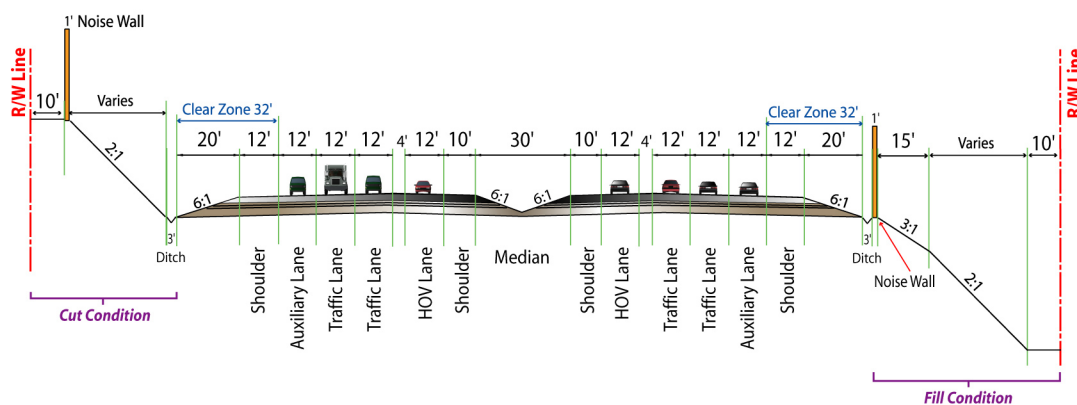 1' Noise Wall
R/W Line
10'
Varies
2:1
Clear Zone 32'
20' 12' 12' 12' 12' 4' 12' 10' 30' 10' 12' 4' 12' 12' 12' 12' 20'
Clear Zone 32'
1'
15'
Varies
10'
R/W Line
6:1
6:1
6:1
6:1
3'
Ditch
Shoulder
Auxiliary Lane
Traffic Lane
Traffic Lane
HOV Lane
Shoulder
Median
Shoulder
HOV Lane
Traffic Lane
Traffic Lane
Auxiliary Lane
Shoulder
3'
Ditch
3:1
2:1
Noise Wall
Cut Condition
Fill Condition